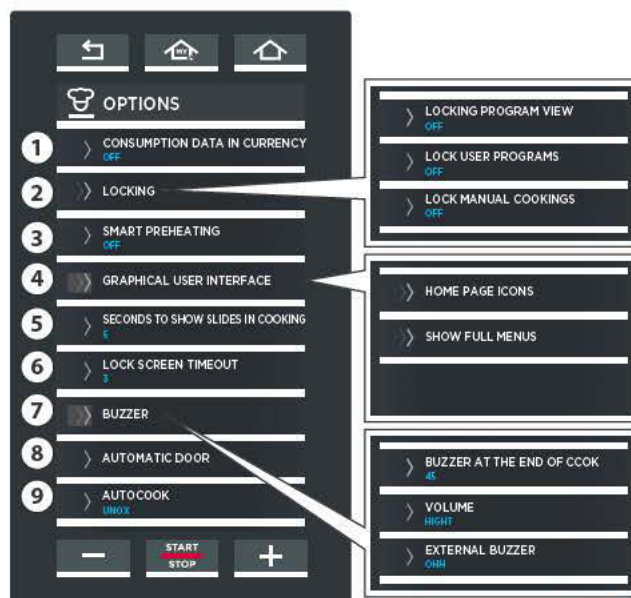 MY
OPTIONS
1
CONSUMPTION DATA IN CURRENCY
OFF
2
LOCKING
3
SMART PREHEATING
OFF
4
GRAPHICAL USER INTERFACE
5
SECONDS TO SHOW SLIDES IN COOKING
5
6
LOCK SCREEN TIMEOUT
3
7
BUZZER
8
AUTOMATIC DOOR
9
AUTOCOOK
UNOX
START
STOP
LOCKING PROGRAM VIEW
OFF
LOCK USER PROGRAMS
OFF
LOCK MANUAL COOKINGS
OFF
HOME PAGE ICONS
SHOW FULL MENUS
BUZZER AT THE END OF CCOK
45
VOLUME
HIGHT
EXTERNAL BUZZER
OHH